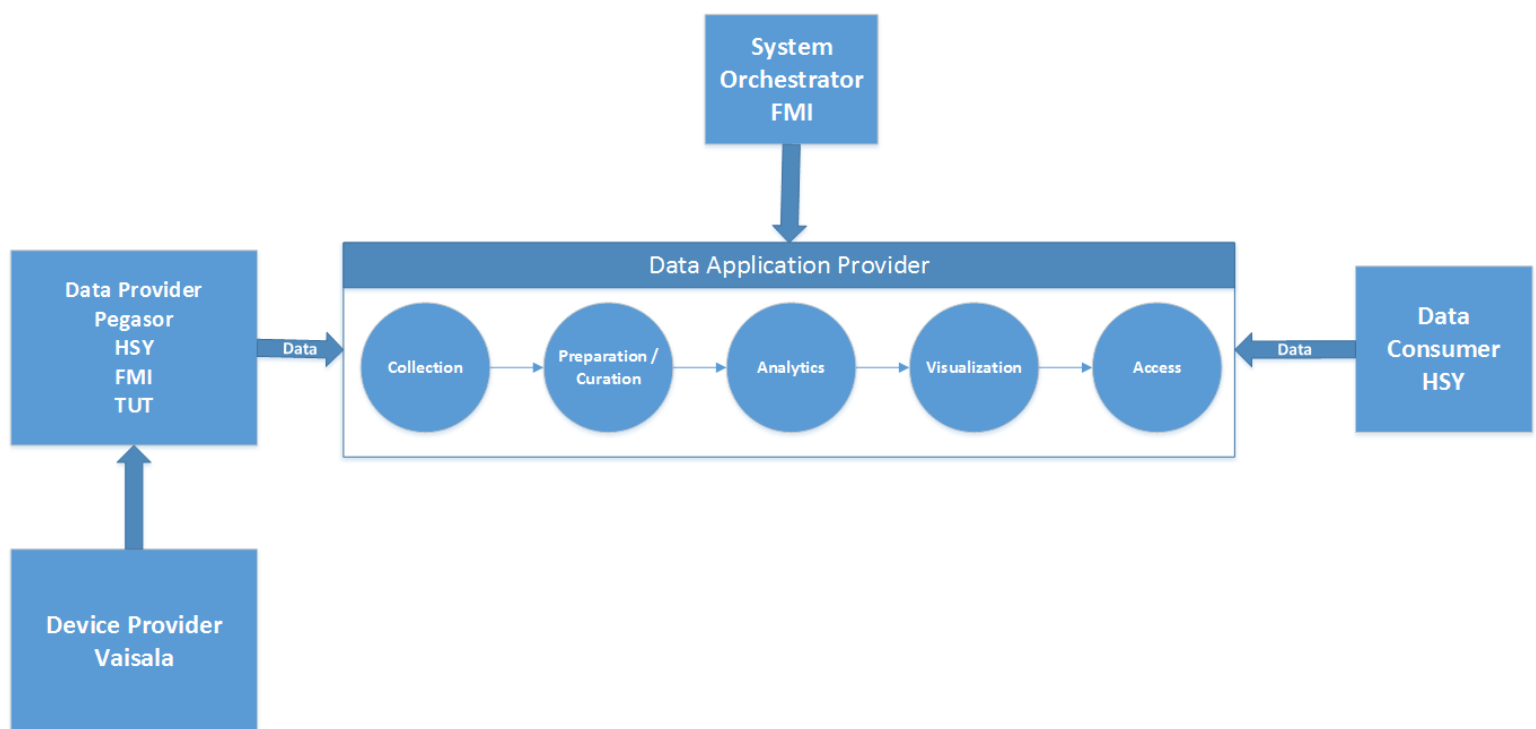 System
Orchestrator
FMI
Data Application Provider
Data Provider
Pegasor
HSY
FMI
TUT
Data
Collection
Preparation /
Curation
Analytics
Visualization
Access
Data
Data
Consumer
HSY
Device Provider
Vaisala